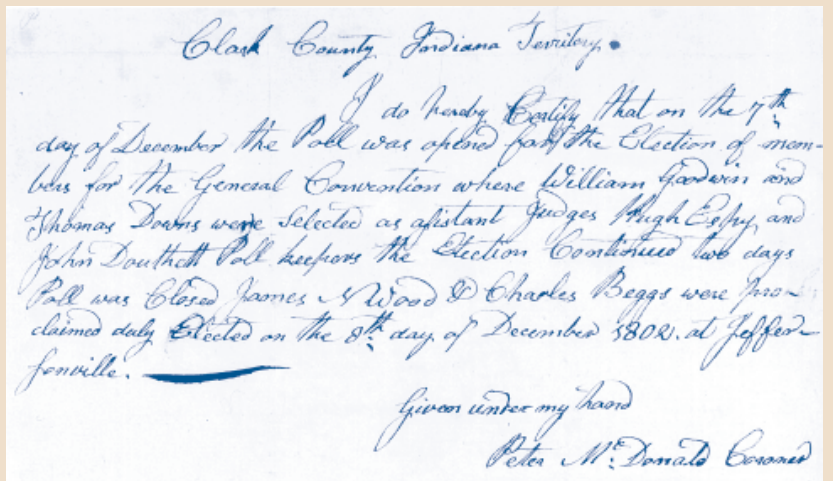 Clark County Indiana Territory.
I do hereby Certify that on the 7th
day of December the Poll was opened for the Election of mem-
bers for the General Convention where William Goodwin and
Thomas Downs were Selected as assistant Judges Hugh Espy and
John Douthett Poll keepers the Election Continued two days
Poll was Closed James N Wood & Charles Beggs were pro-
claimed duly Elected on the 8th day of December 1802. at Jeffer-
sonville.
Given under my hand
Peter Mc: Donald Coroner